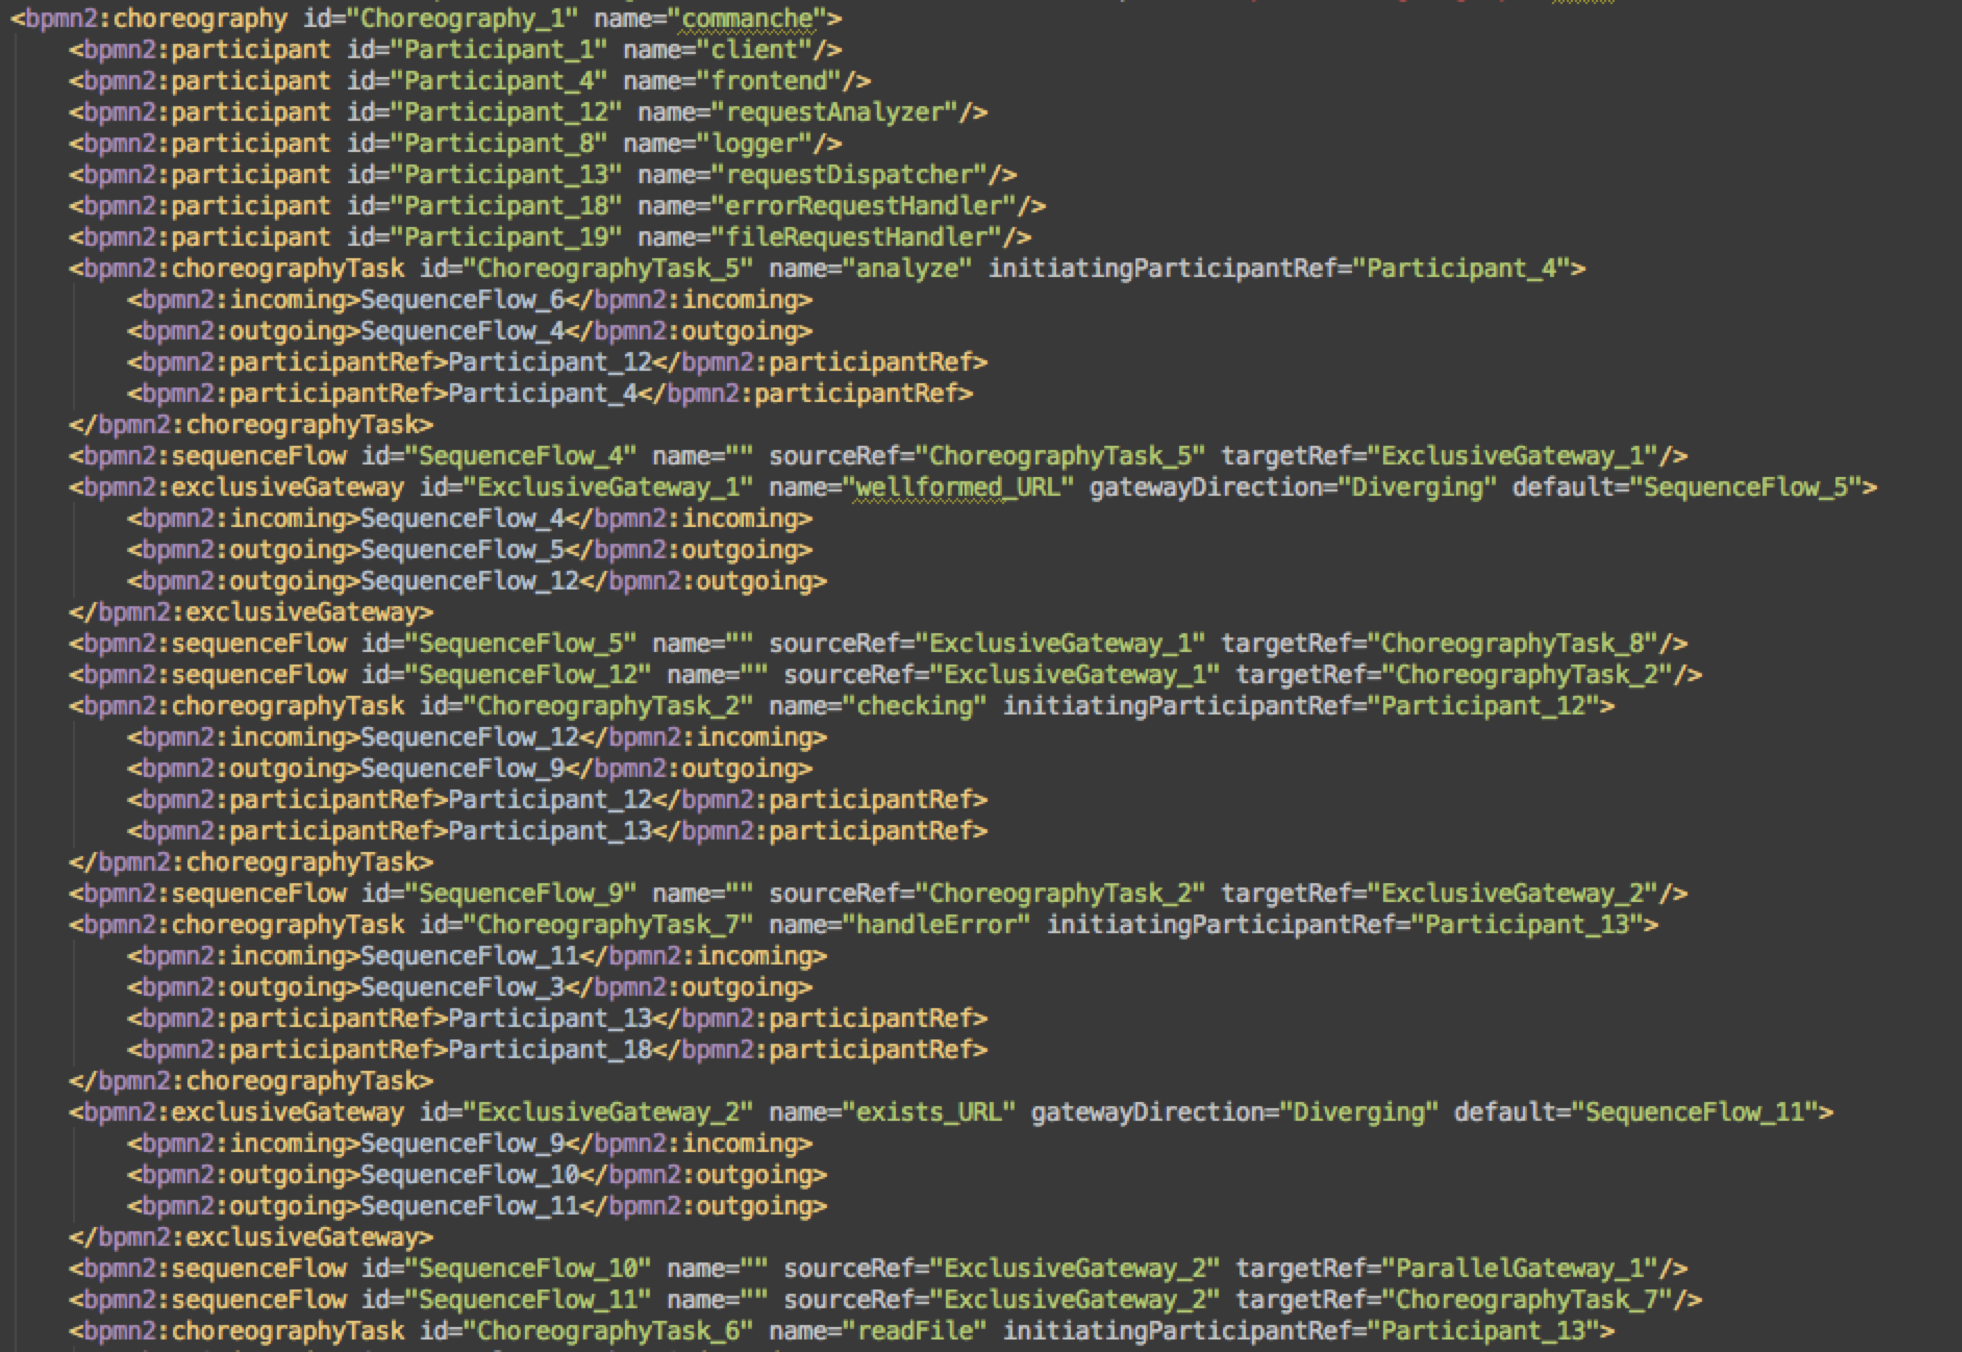 <bpmn2:choreography id="Choreography_1" name="commanche">
<bpmn2:participant id="Participant_1" name="client"/>
<bpmn2:participant id="Participant_4" name="frontend"/>
<bpmn2:participant id="Participant_12" name="requestAnalyzer"/>
<bpmn2:participant id="Participant_8" name="logger"/>
<bpmn2:participant id="Participant_13" name="requestDispatcher"/>
<bpmn2:participant id="Participant_18" name="errorRequestHandler"/>
<bpmn2:participant id="Participant_19" name="fileRequestHandler"/>
<bpmn2:choreographyTask id="ChoreographyTask_5" name="analyze" initiatingParticipantRef="Participant_4">
<bpmn2:incoming>SequenceFlow_6</bpmn2:incoming>
<bpmn2:outgoing>SequenceFlow_4</bpmn2:outgoing>
<bpmn2:participantRef>Participant_12</bpmn2:participantRef>
<bpmn2:participantRef>Participant_4</bpmn2:participantRef>
</bpmn2:choreographyTask>
<bpmn2:sequenceFlow id="SequenceFlow_4" name="" sourceRef="ChoreographyTask_5" targetRef="ExclusiveGateway_1"/>
<bpmn2:exclusiveGateway id="ExclusiveGateway_1" name="wellformed_URL" gatewayDirection="Diverging" default="SequenceFlow_5">
<bpmn2:incoming>SequenceFlow_4</bpmn2:incoming>
<bpmn2:outgoing>SequenceFlow_5</bpmn2:outgoing>
<bpmn2:outgoing>SequenceFlow_12</bpmn2:outgoing>
</bpmn2:exclusiveGateway>
<bpmn2:sequenceFlow id="SequenceFlow_5" name="" sourceRef="ExclusiveGateway_1" targetRef="ChoreographyTask_8"/>
<bpmn2:sequenceFlow id="SequenceFlow_12" name="" sourceRef="ExclusiveGateway_1" targetRef="ChoreographyTask_2"/>
<bpmn2:choreographyTask id="ChoreographyTask_2" name="checking" initiatingParticipantRef="Participant_12">
<bpmn2:incoming>SequenceFlow_12</bpmn2:incoming>
<bpmn2:outgoing>SequenceFlow_9</bpmn2:outgoing>
<bpmn2:participantRef>Participant_12</bpmn2:participantRef>
<bpmn2:participantRef>Participant_13</bpmn2:participantRef>
</bpmn2:choreographyTask>
<bpmn2:sequenceFlow id="SequenceFlow_9" name="" sourceRef="ChoreographyTask_2" targetRef="ExclusiveGateway_2"/>
<bpmn2:choreographyTask id="ChoreographyTask_7" name="handleError" initiatingParticipantRef="Participant_13">
<bpmn2:incoming>SequenceFlow_11</bpmn2:incoming>
<bpmn2:outgoing>SequenceFlow_3</bpmn2:outgoing>
<bpmn2:participantRef>Participant_13</bpmn2:participantRef>
<bpmn2:participantRef>Participant_18</bpmn2:participantRef>
</bpmn2:choreographyTask>
<bpmn2:exclusiveGateway id="ExclusiveGateway_2" name="exists_URL" gatewayDirection="Diverging" default="SequenceFlow_11">
<bpmn2:incoming>SequenceFlow_9</bpmn2:incoming>
<bpmn2:outgoing>SequenceFlow_10</bpmn2:outgoing>
<bpmn2:outgoing>SequenceFlow_11</bpmn2:outgoing>
</bpmn2:exclusiveGateway>
<bpmn2:sequenceFlow id="SequenceFlow_10" name="" sourceRef="ExclusiveGateway_2" targetRef="ParallelGateway_1"/>
<bpmn2:sequenceFlow id="SequenceFlow_11" name="" sourceRef="ExclusiveGateway_2" targetRef="ChoreographyTask_7"/>
<bpmn2:choreographyTask id="ChoreographyTask_6" name="readFile" initiatingParticipantRef="Participant_13">